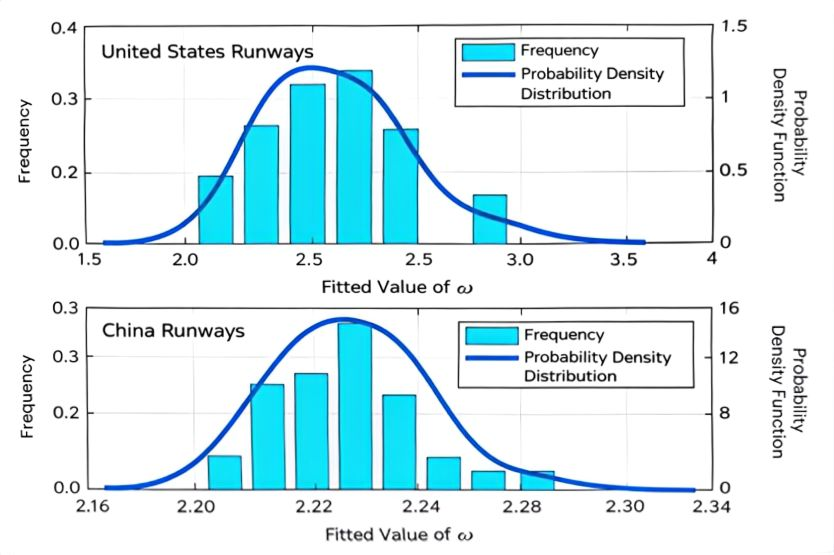 United States Runways
Frequency
Probability Density
Distribution
Frequency
Probability
Density Function
0.4
0.3
0.2
0.0
1.5
1
0.5
0
1.5 2.0 2.5 2.5 3.0 3.5 4
Fitted Value of ω
China Runways
Frequency
Probability Density
Distribution
Frequency
Probability
Density Function
0.3
0.3
0.2
0.0
16
12
8
0
2.16 2.20 2.22 2.24 2.28 2.30 2.34
Fitted Value of ω